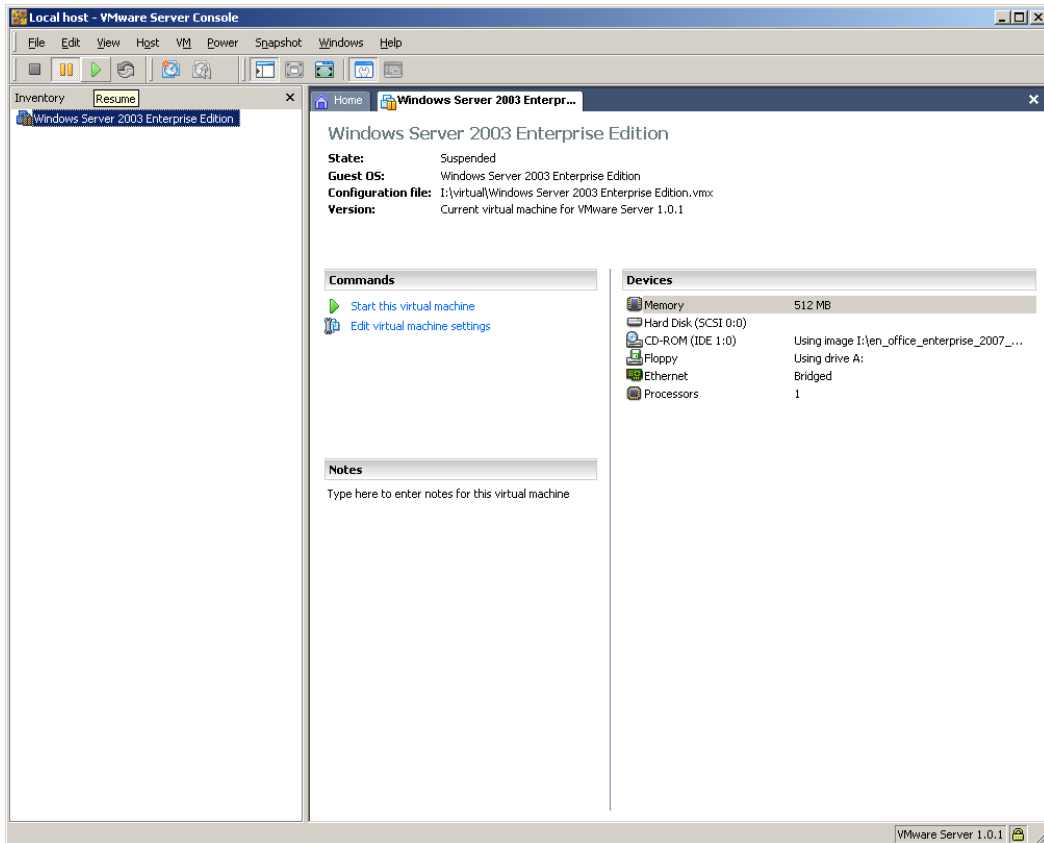 Local host - VMware Server Console
File Edit View Host VM Power Snapshot Windows Help
Inventory
Resume
Windows Server 2003 Enterprise Edition
Home
Windows Server 2003 Enterpr...
Windows Server 2003 Enterprise Edition
State: Suspended
Guest OS: Windows Server 2003 Enterprise Edition
Configuration file: I:\virtual\Windows Server 2003 Enterprise Edition.vmx
Version: Current virtual machine for VMware Server 1.0.1
Commands
Start this virtual machine
Edit virtual machine settings
Notes
Type here to enter notes for this virtual machine
Devices
Memory 512 MB
Hard Disk (SCSI 0:0)
CD-ROM (IDE 1:0) Using image I:\en_office_enterprise_2007_...
Floppy Using drive A:
Ethernet Bridged
Processors 1
VMware Server 1.0.1